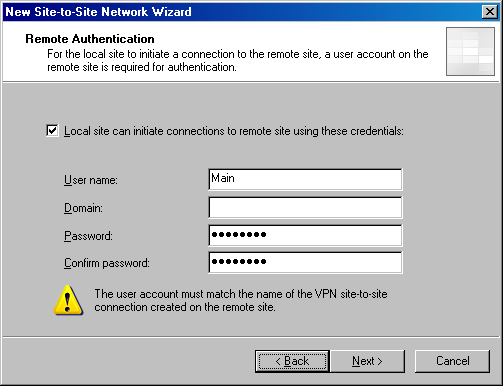 New Site-to-Site Network Wizard
Remote Authentication
For the local site to initiate a connection to the remote site, a user account on the
remote site is required for authentication.
Local site can initiate connections to remote site using these credentials:
User name:
Main
Domain:
Password:
●●●●●●●●
Confirm password:
●●●●●●●●
The user account must match the name of the VPN site-to-site
connection created on the remote site.
< Back
Next >
Cancel